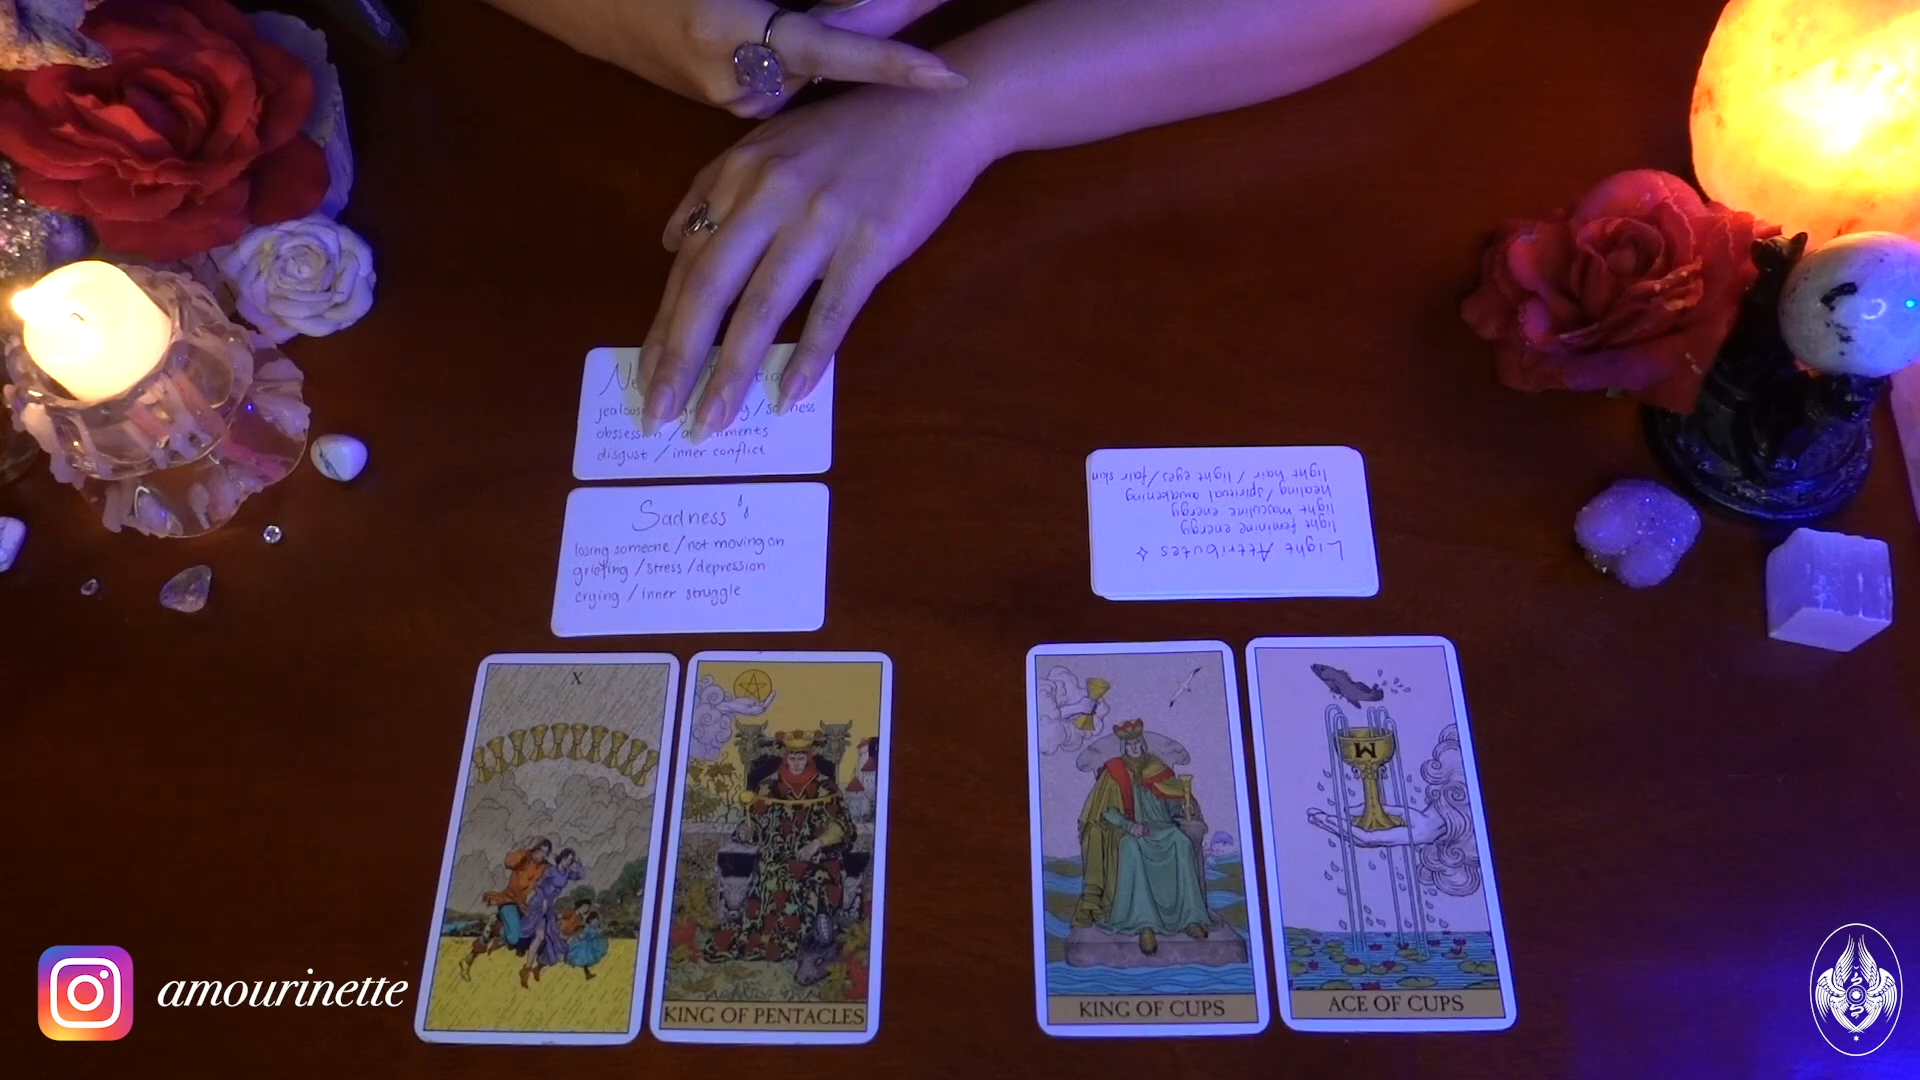 jealous
obssession
disgust / inner conflict
Sadness
losing someone / not moving on
griefing / stress / depression
crying / inner struggle
Light Attributes
light feminine energy
light masculine energy
healing / spiritual awakening
light hair / light eyes / fair skin
X
KING OF PENTACLES
KING OF CUPS
M
ACE OF CUPS
amourinette